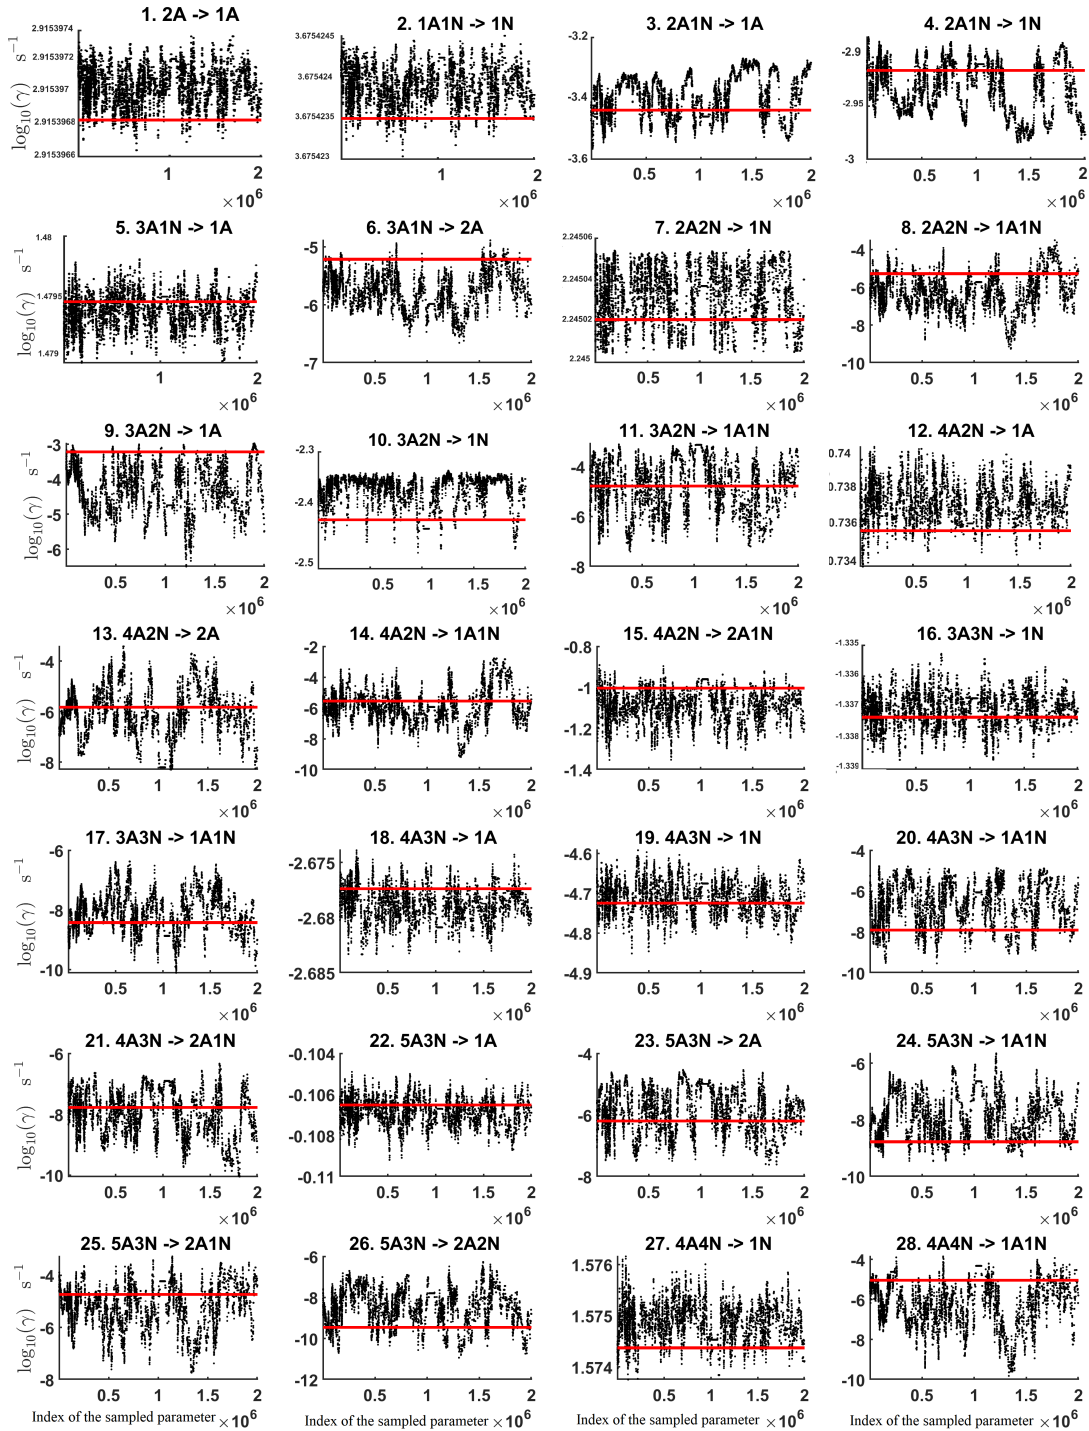 1. 2A -> 1A
2. 1A1N -> 1N
3. 2A1N -> 1A
4. 2A1N -> 1N
log10(γ) s−1
2.9153974
2.9153972
2.915397
2.9153968
2.9153966
1 2
×10^6
3.6754245
3.675424
3.6754235
3.675423
1 2
×10^6
-3.2
-3.4
-3.6
0.5 1 1.5 2
×10^6
-2.9
-2.95
-3
0.5 1 1.5 2
×10^6
5. 3A1N -> 1A
6. 3A1N -> 2A
7. 2A2N -> 1N
8. 2A2N -> 1A1N
log10(γ) s−1
1.48
1.4795
1.479
1 2
×10^6
-5
-6
-7
0.5 1 1.5 2
×10^6
2.24506
2.24504
2.24502
2.245
0.5 1 1.5 2
×10^6
-4
-6
-8
-10
0.5 1 1.5 2
×10^6
9. 3A2N -> 1A
10. 3A2N -> 1N
11. 3A2N -> 1A1N
12. 4A2N -> 1A
log10(γ) s−1
-3
-4
-5
-6
0.5 1 1.5 2
×10^6
-2.3
-2.4
-2.5
0.5 1 1.5 2
×10^6
-4
-6
-8
0.5 1 1.5 2
×10^6
0.74
0.738
0.736
0.734
0.5 1 1.5 2
×10^6
13. 4A2N -> 2A
14. 4A2N -> 1A1N
15. 4A2N -> 2A1N
16. 3A3N -> 1N
log10(γ) s−1
-4
-6
-8
0.5 1 1.5 2
×10^6
-2
-4
-6
-8
-10
0.5 1 1.5 2
×10^6
-0.8
-1
-1.2
-1.4
0.5 1 1.5 2
×10^6
-1.335
-1.336
-1.337
-1.338
-1.339
0.5 1 1.5 2
×10^6
17. 3A3N -> 1A1N
18. 4A3N -> 1A
19. 4A3N -> 1N
20. 4A3N -> 1A1N
log10(γ) s−1
-6
-8
-10
0.5 1 1.5 2
×10^6
-2.675
-2.68
-2.685
0.5 1 1.5 2
×10^6
-4.6
-4.7
-4.8
-4.9
0.5 1 1.5 2
×10^6
-4
-6
-8
-10
0.5 1 1.5 2
×10^6
21. 4A3N -> 2A1N
22. 5A3N -> 1A
23. 5A3N -> 2A
24. 5A3N -> 1A1N
log10(γ) s−1
-6
-8
-10
0.5 1 1.5 2
×10^6
-0.104
-0.106
-0.108
-0.11
0.5 1 1.5 2
×10^6
-4
-6
-8
0.5 1 1.5 2
×10^6
-6
-8
-10
0.5 1 1.5 2
×10^6
25. 5A3N -> 2A1N
26. 5A3N -> 2A2N
27. 4A4N -> 1N
28. 4A4N -> 1A1N
log10(γ) s−1
-4
-6
-8
0.5 1 1.5 2
Index of the sampled parameter ×10^6
-6
-8
-10
-12
0.5 1 1.5 2
Index of the sampled parameter ×10^6
1.576
1.575
1.574
0.5 1 1.5 2
Index of the sampled parameter ×10^6
-4
-6
-8
-10
0.5 1 1.5 2
Index of the sampled parameter ×10^6